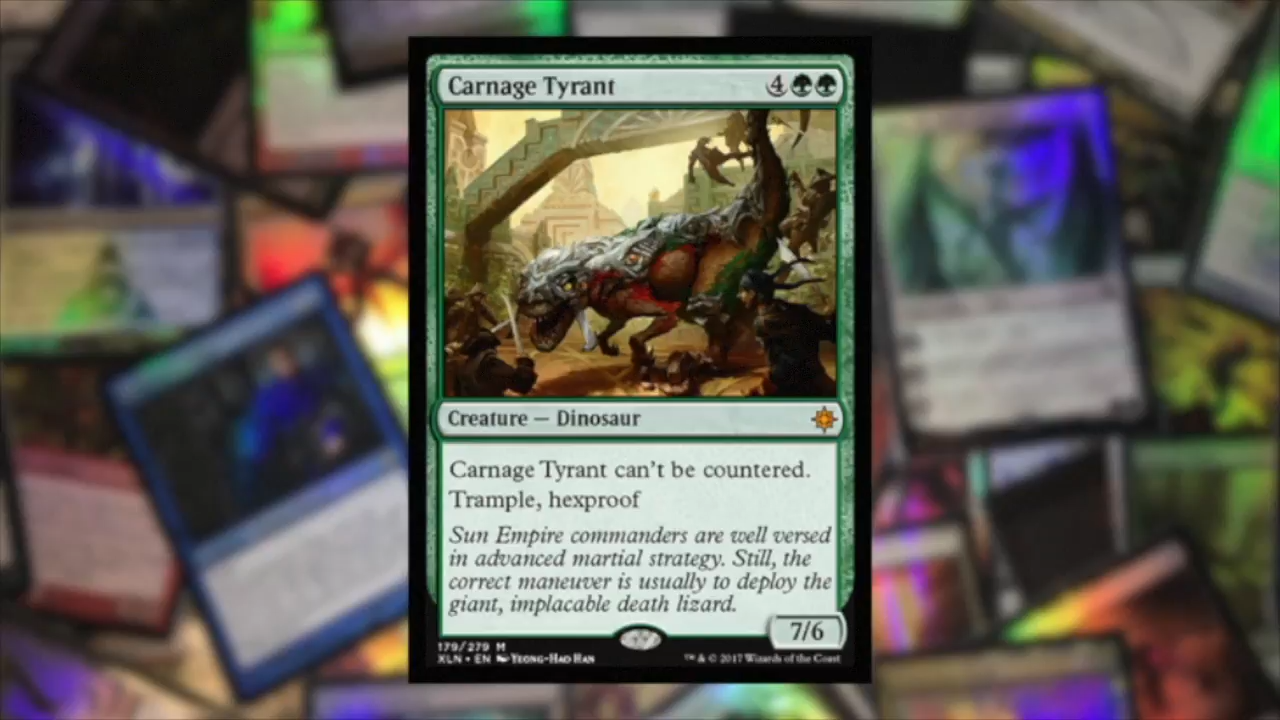 Carnage Tyrant 4
Creature — Dinosaur
Carnage Tyrant can't be countered.
Trample, hexproof
Sun Empire commanders are well versed
in advanced martial strategy. Still, the
correct maneuver is usually to deploy the
giant, implacable death lizard.
7/6
179/279 M
XLN • EN Yeong-Hao Han
™ & © 2017 Wizards of the Coast